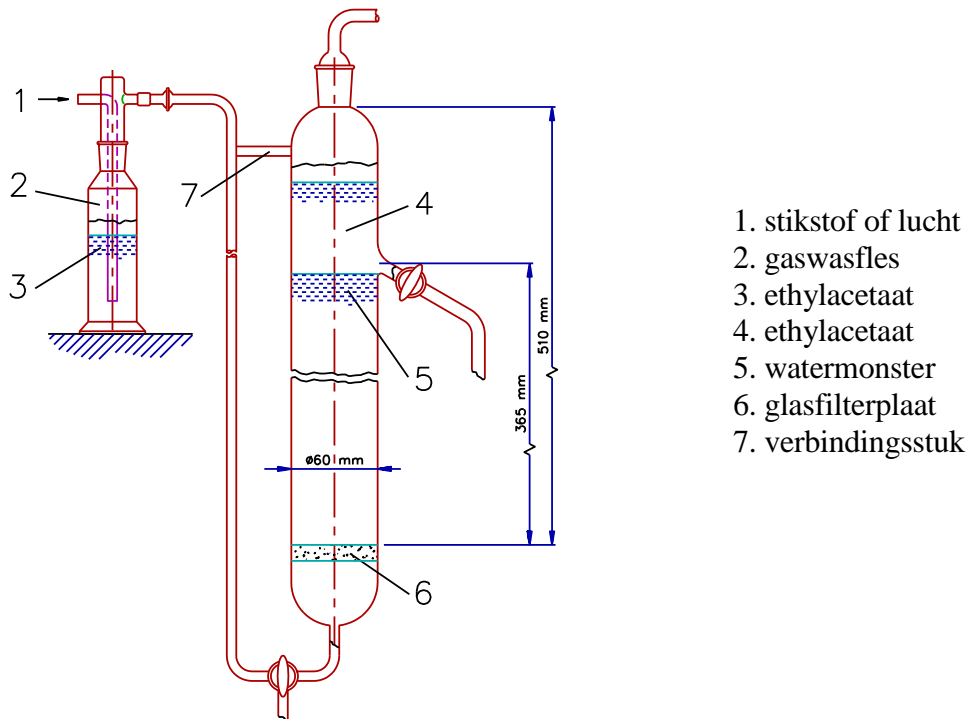 1
2
3
7
4
5
6
510 mm
365 mm
ø60 mm
1. stikstof of lucht
2. gaswasfles
3. ethylacetaat
4. ethylacetaat
5. watermonster
6. glasfilterplaat
7. verbindingsstuk